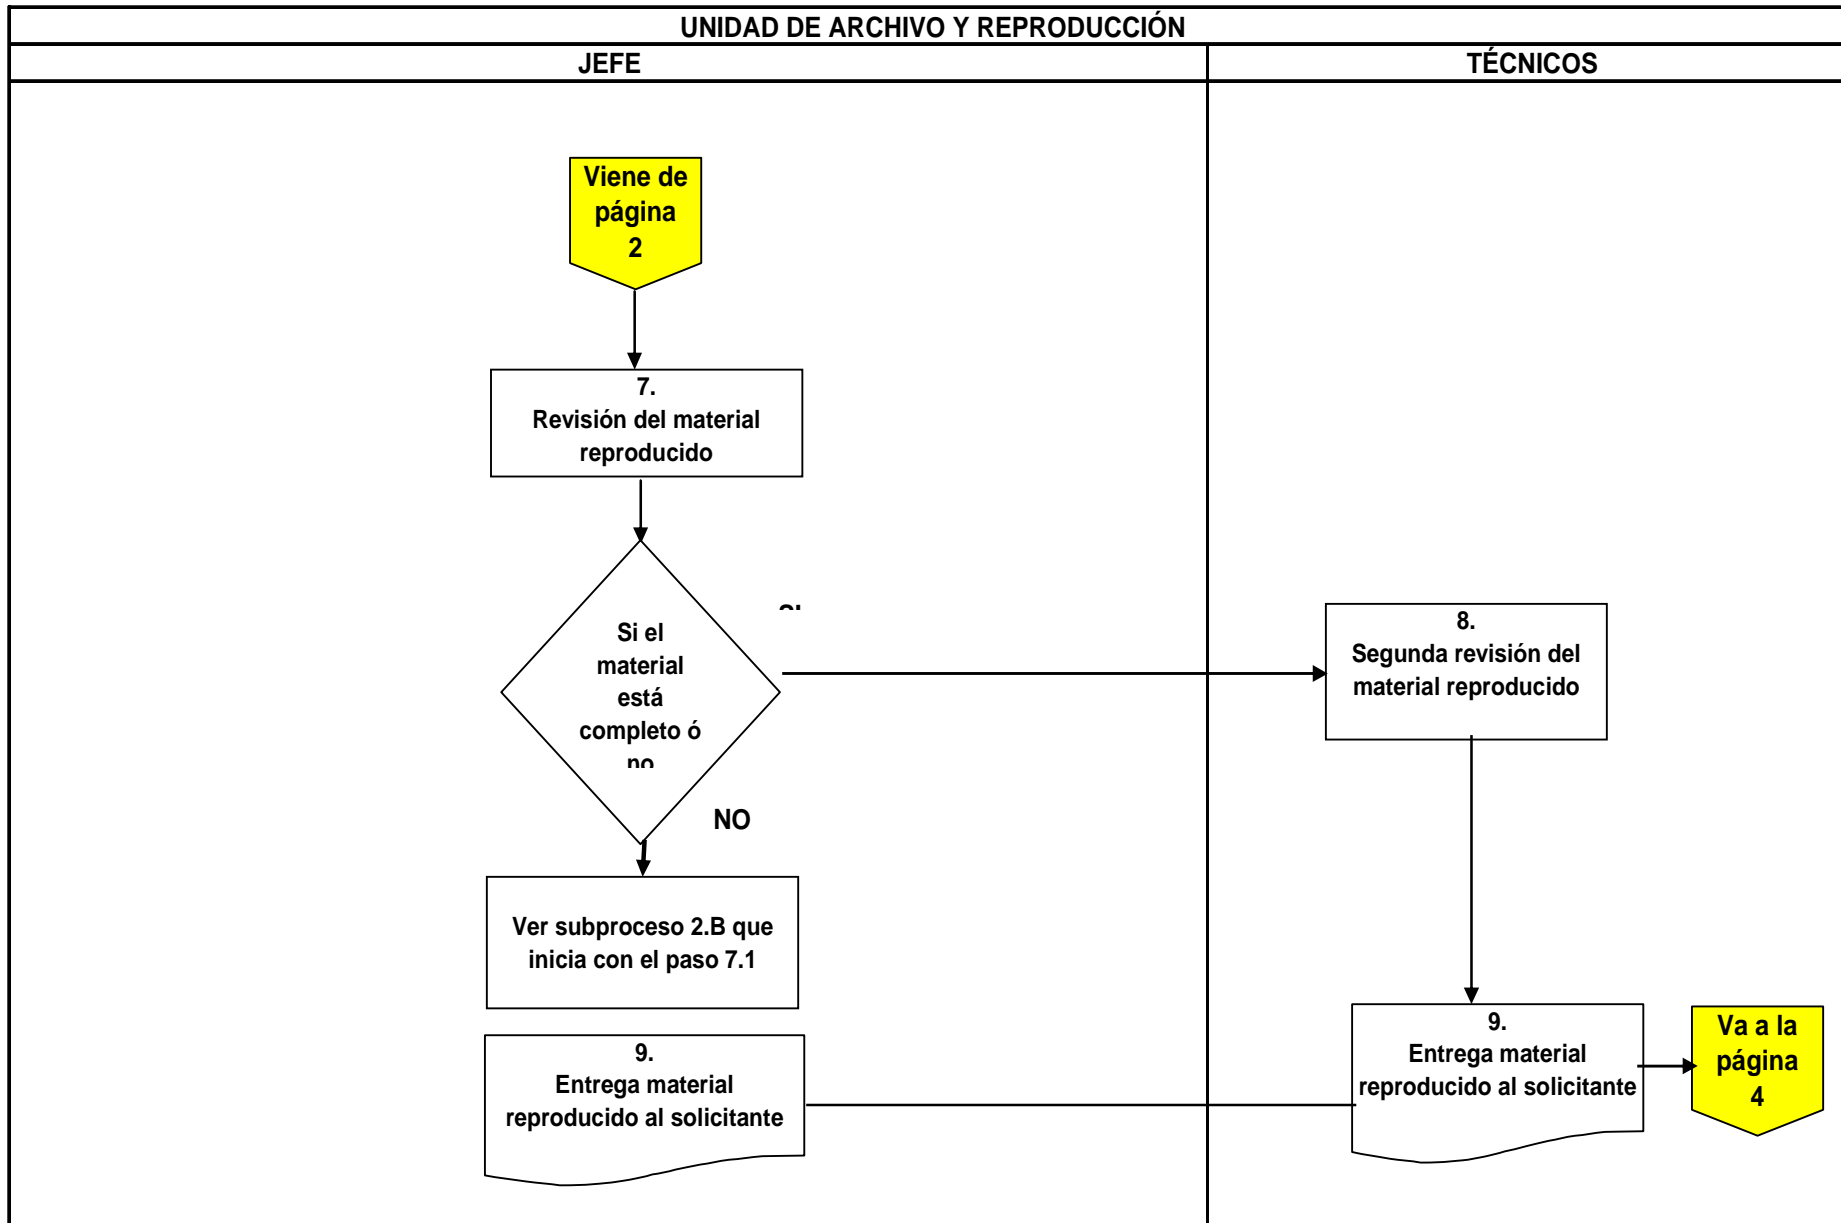 UNIDAD DE ARCHIVO Y REPRODUCCIÓN
JEFE
TÉCNICOS
Viene de
página
2
7.
Revisión del material
reproducido
Si el
material
está
completo ó
no
NO
8.
Segunda revisión del
material reproducido
Ver subproceso 2.B que
inicia con el paso 7.1
9.
Entrega material
reproducido al solicitante
9.
Entrega material
reproducido al solicitante
Va a la
página
4